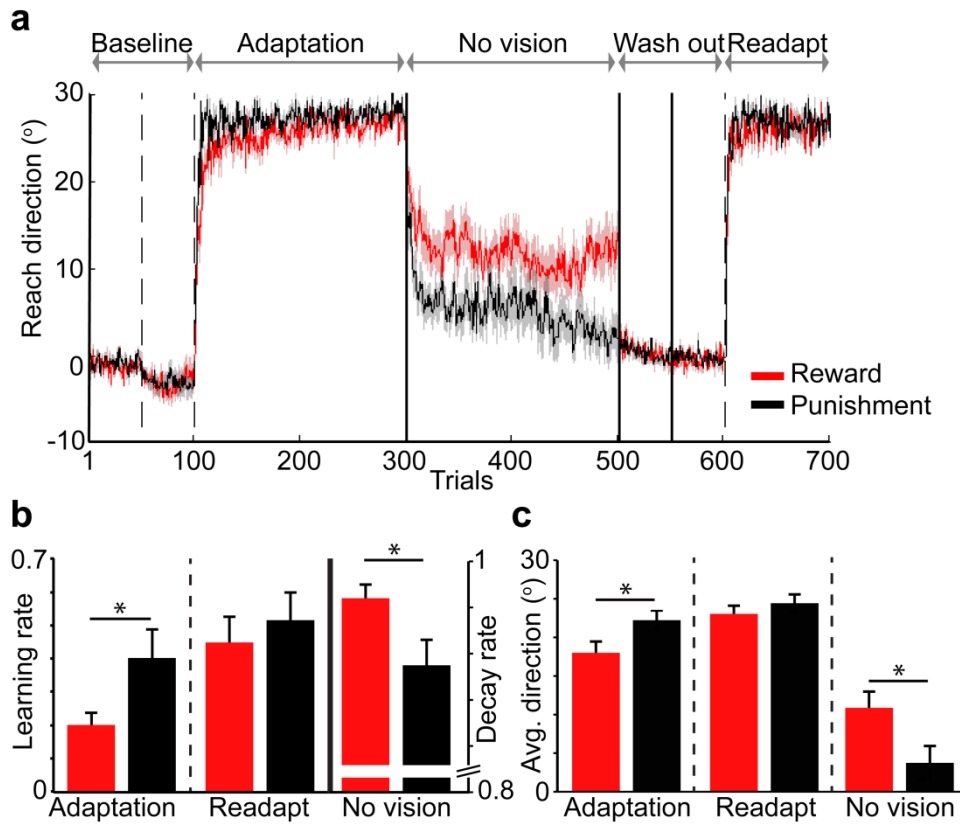 a
Baseline Adaptation No vision Wash out Readapt
30
20
10
0
-10
Reach direction (°)
Reward
Punishment
1 100 200 300 400 500 600 700
Trials
b
0.7
0
Learning rate
* *
1
0.8
Decay rate
Adaptation Readapt No vision
c
30
0
Avg. direction (°)
* *
Adaptation Readapt No vision